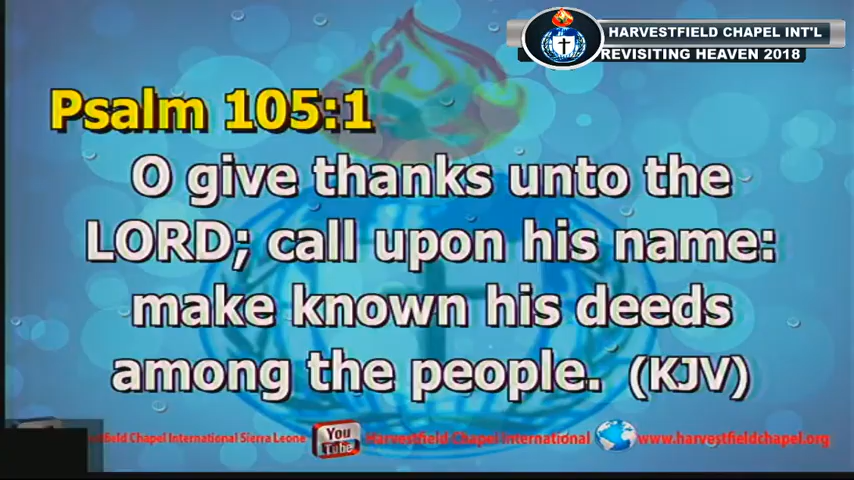 HARVESTFIELD CHAPEL INT'L
REVISITING HEAVEN 2018
Psalm 105:1
O give thanks unto the
LORD; call upon his name:
make known his deeds
among the people. (KJV)
field Chapel International Sierra Leone
You
Tube
Harvestfield Chapel International
www.harvestfieldchapel.org